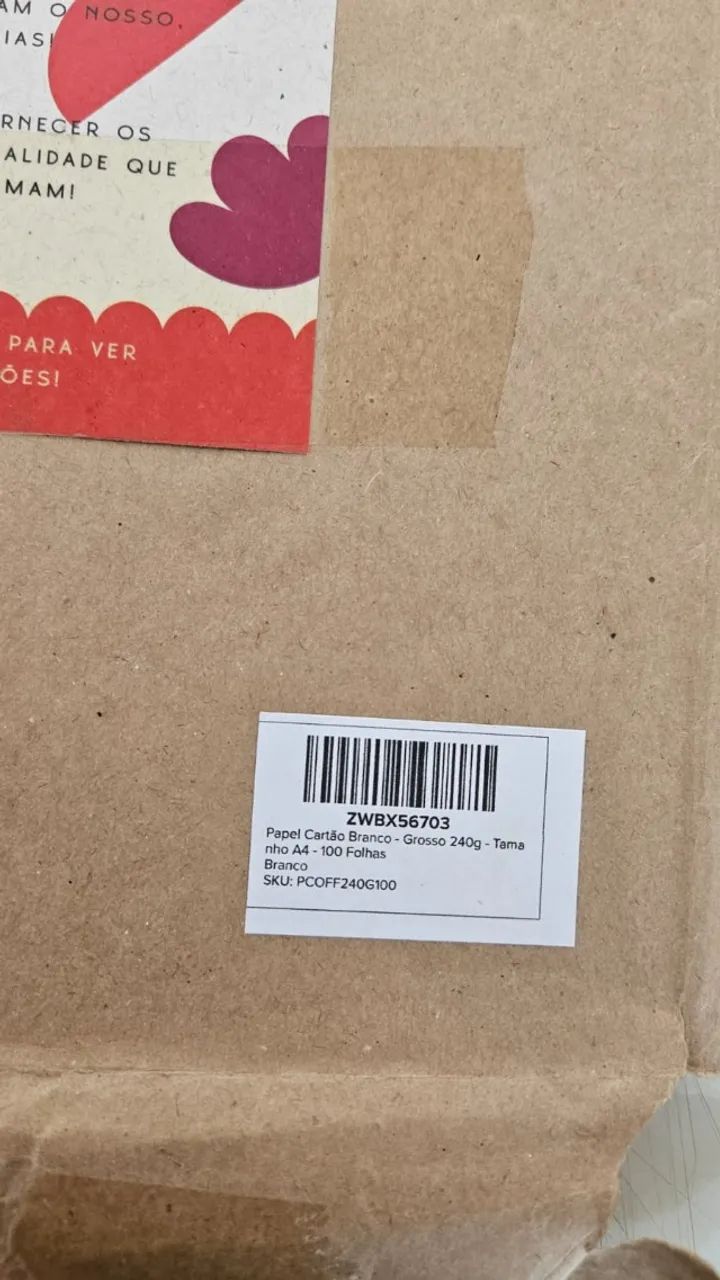 AM O NOSSO,
IAS!
RNECER OS
ALIDADE QUE
MAM!
PARA VER
ÕES!
ZWBX56703
Papel Cartão Branco - Grosso 240g - Tama
nho A4 - 100 Folhas
Branco
SKU: PCOFF240G100